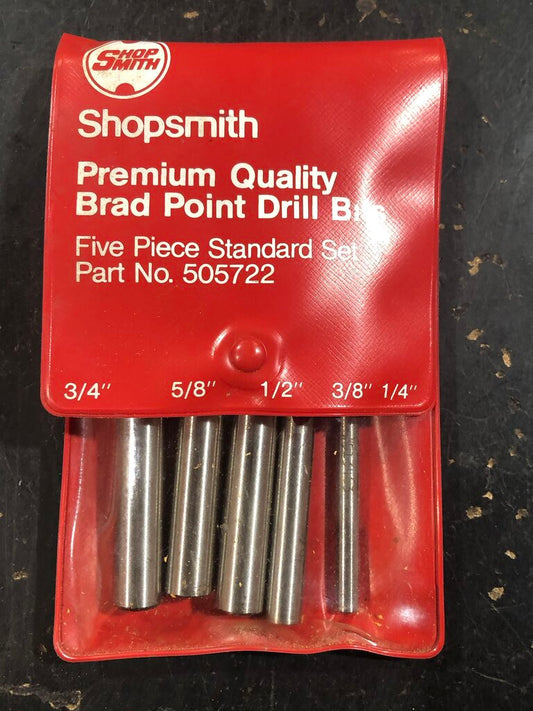 SHOP
SMITH
Shopsmith
Premium Quality
Brad Point Drill Bits
Five Piece Standard Set
Part No. 505722
3/4" 5/8" 1/2" 3/8" 1/4"